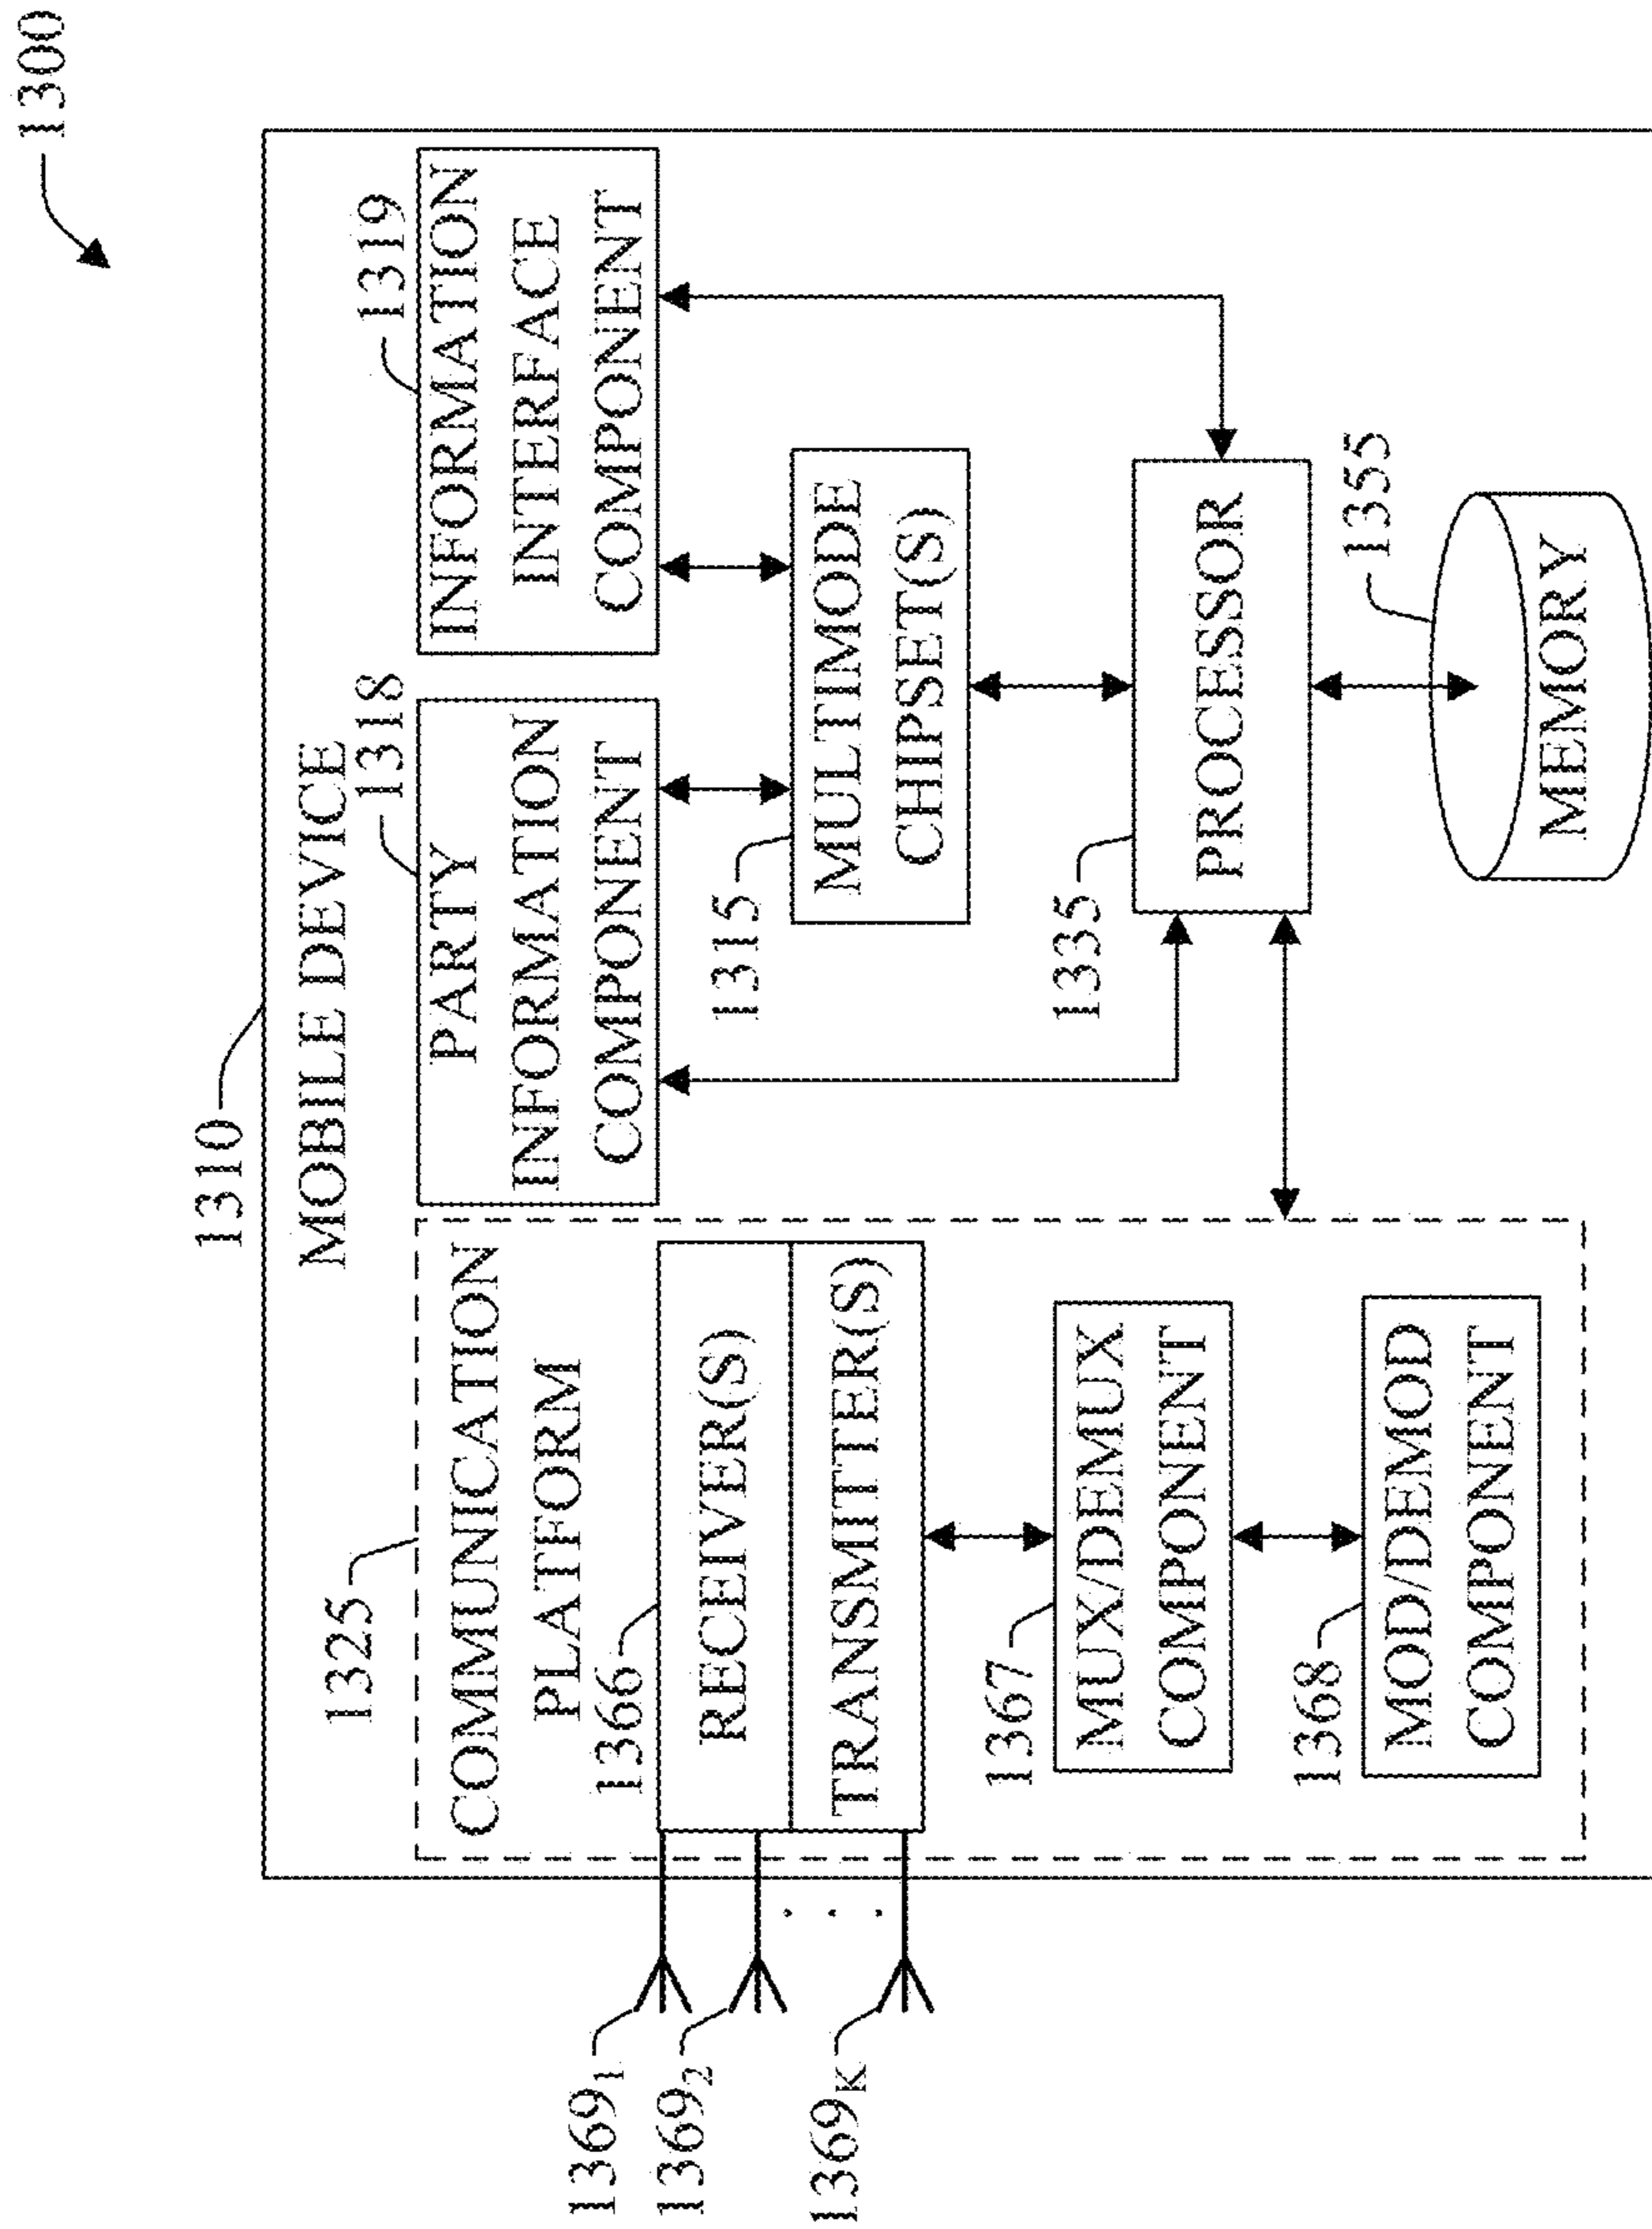 1300
1310
MOBILE DEVICE
1325
COMMUNICATION
PLATFORM
1366
RECEIVER(S)
TRANSMITTER(S)
1367
MUX/DEMUX
COMPONENT
1368
MOD/DEMOD
COMPONENT
1369₁
1369₂
. . .
1369K
1318
PARTY
INFORMATION
COMPONENT
1319
INFORMATION
INTERFACE
COMPONENT
1315
MULTIMODE
CHIPSET(S)
1335
PROCESSOR
1355
MEMORY